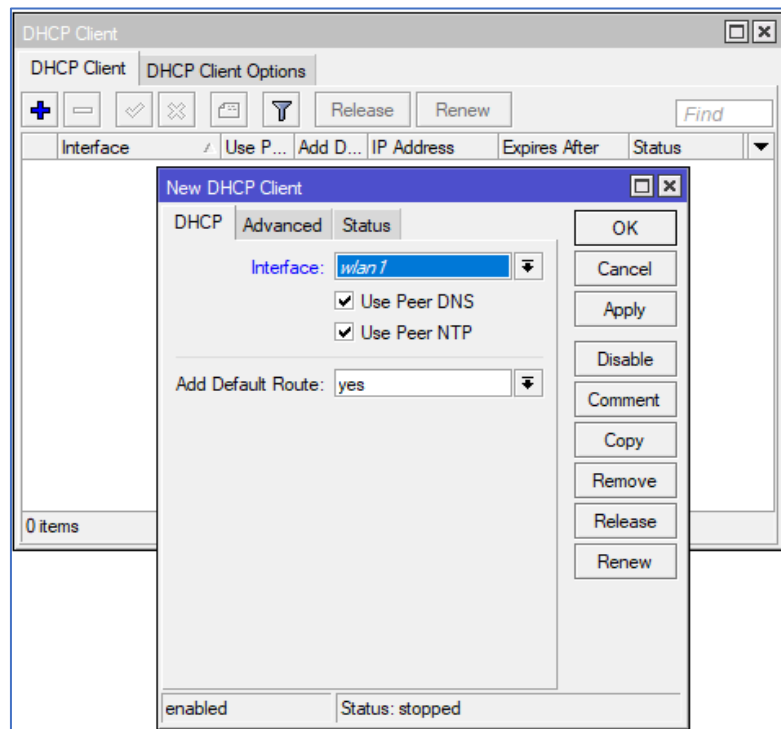 DHCP Client
DHCP Client DHCP Client Options
Release Renew Find
Interface Use P... Add D... IP Address Expires After Status
New DHCP Client
DHCP Advanced Status
OK
Interface: wlan1
Cancel
Use Peer DNS
Apply
Use Peer NTP
Disable
Add Default Route: yes
Comment
Copy
Remove
0 items
Release
Renew
enabled Status: stopped